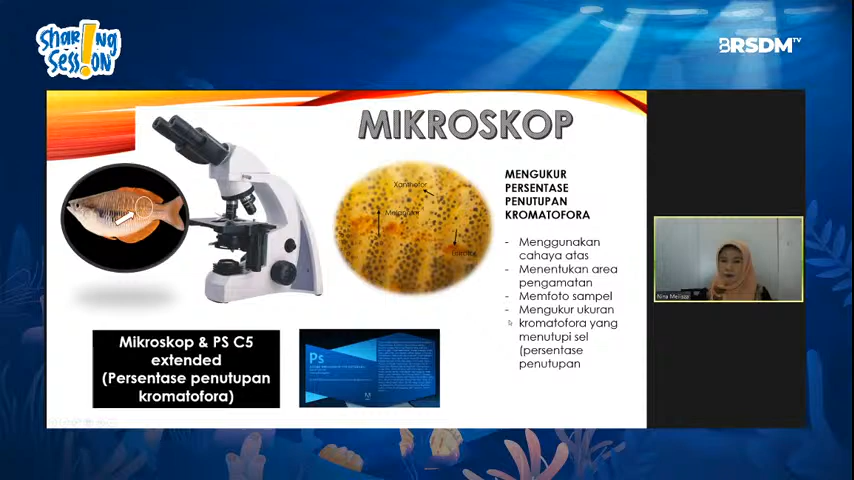 Sharing
Session
BRSDM TV
MIKROSKOP
Xanthofor
Melanofor
MENGUKUR
PERSENTASE
PENUTUPAN
KROMATOFORA
- Menggunakan
cahaya atas
- Menentukan area
pengamatan
- Memfoto sampel
- Mengukur ukuran
kromatofora yang
menutupi sel
(persentase
penutupan
Mikroskop & PS C5
extended
(Persentase penutupan
kromatofora)
Ps
Nina Meilisza